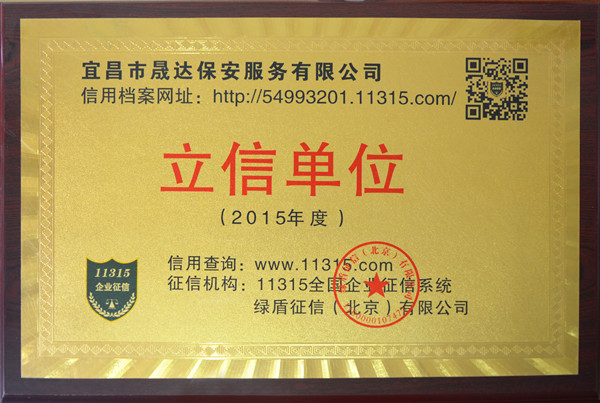 宜昌市晟达保安服务有限公司
信用档案网址：http://54993201.11315.com/
立信单位
（2015年度）
11315
企业征信
信用查询：www.11315.com
征信机构：11315全国企业征信系统
绿盾征信（北京）有限公司